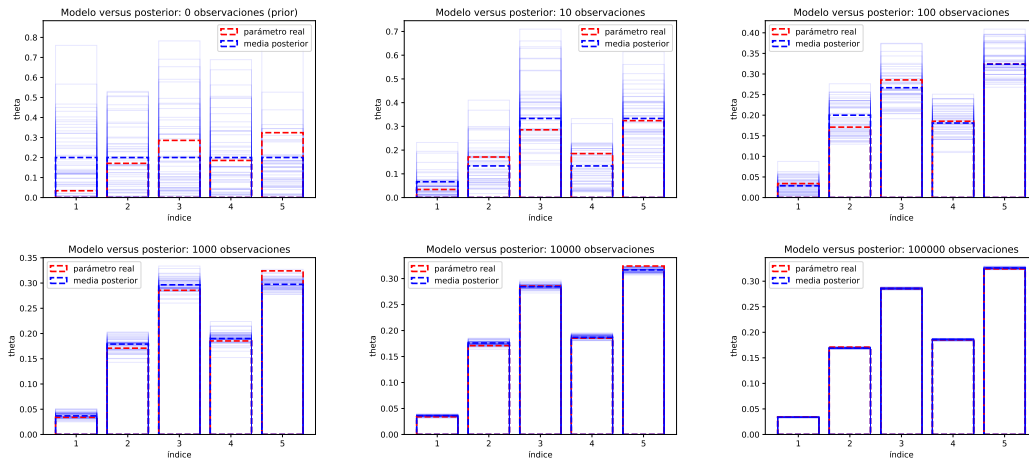 Modelo versus posterior: 0 observaciones (prior)
0.8
0.7
0.6
0.5
0.4
0.3
0.2
0.1
0.0
theta
parámetro real
media posterior
1 2 3 4 5
índice
Modelo versus posterior: 10 observaciones
0.7
0.6
0.5
0.4
0.3
0.2
0.1
0.0
theta
parámetro real
media posterior
1 2 3 4 5
índice
Modelo versus posterior: 100 observaciones
0.40
0.35
0.30
0.25
0.20
0.15
0.10
0.05
0.00
theta
parámetro real
media posterior
1 2 3 4 5
índice
Modelo versus posterior: 1000 observaciones
0.35
0.30
0.25
0.20
0.15
0.10
0.05
0.00
theta
parámetro real
media posterior
1 2 3 4 5
índice
Modelo versus posterior: 10000 observaciones
0.30
0.25
0.20
0.15
0.10
0.05
0.00
theta
parámetro real
media posterior
1 2 3 4 5
índice
Modelo versus posterior: 100000 observaciones
0.30
0.25
0.20
0.15
0.10
0.05
0.00
theta
parámetro real
media posterior
1 2 3 4 5
índice